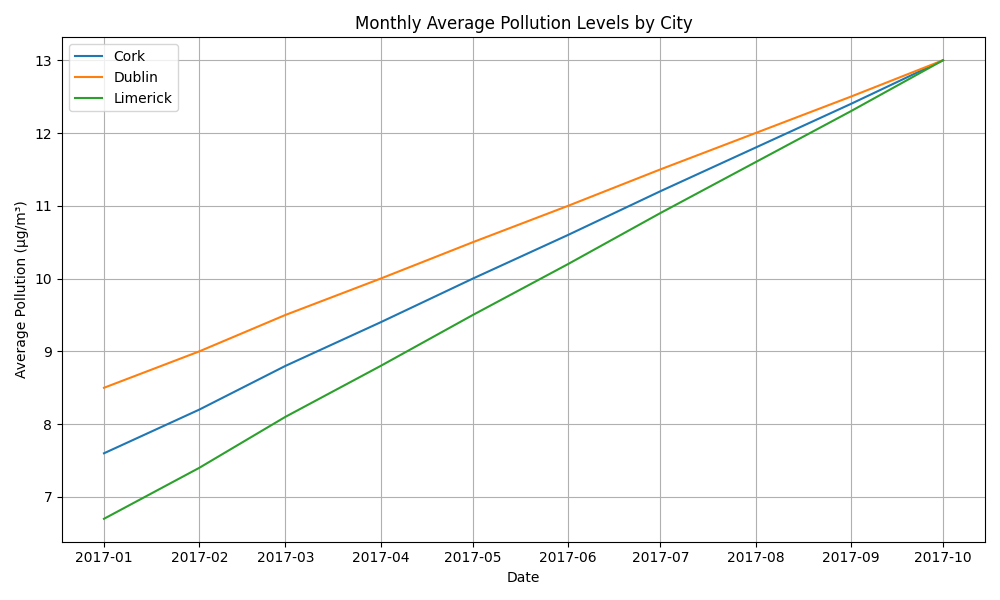 Monthly Average Pollution Levels by City
Cork
Dublin
Limerick
Average Pollution (µg/m³)
13
12
11
10
9
8
7
2017-01 2017-02 2017-03 2017-04 2017-05 2017-06 2017-07 2017-08 2017-09 2017-10
Date